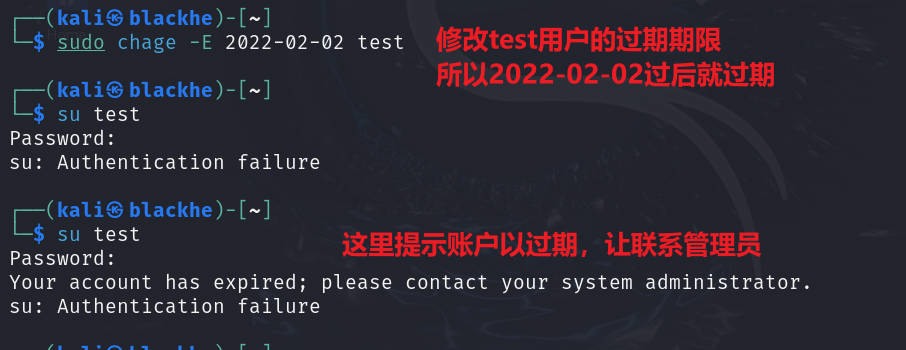 ┌──(kali㉿blackhe)-[~]
└─$ sudo chage -E 2022-02-02 test
修改test用户的过期期限
所以2022-02-02过后就过期
┌──(kali㉿blackhe)-[~]
└─$ su test
Password:
su: Authentication failure
┌──(kali㉿blackhe)-[~]
└─$ su test
这里提示账户以过期，让联系管理员
Password:
Your account has expired; please contact your system administrator.
su: Authentication failure
┌──(kali㉿blackhe)-[~]